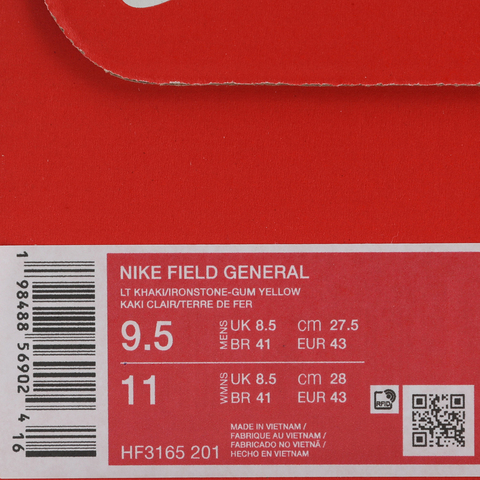 NIKE FIELD GENERAL
LT KHAKI/IRONSTONE-GUM YELLOW
KAKI CLAIR/TERRE DE FER
9.5 MENS UK 8.5 cm 27.5
BR 41 EUR 43
11 WMNS UK 8.5 cm 28
BR 41 EUR 43
RFID
MADE IN VIETNAM /
FABRIQUE AU VIETNAM /
FABRICADO NO VIETNÃ /
HECHO EN VIETNAM
HF3165 201
1 98488 56902 4 16